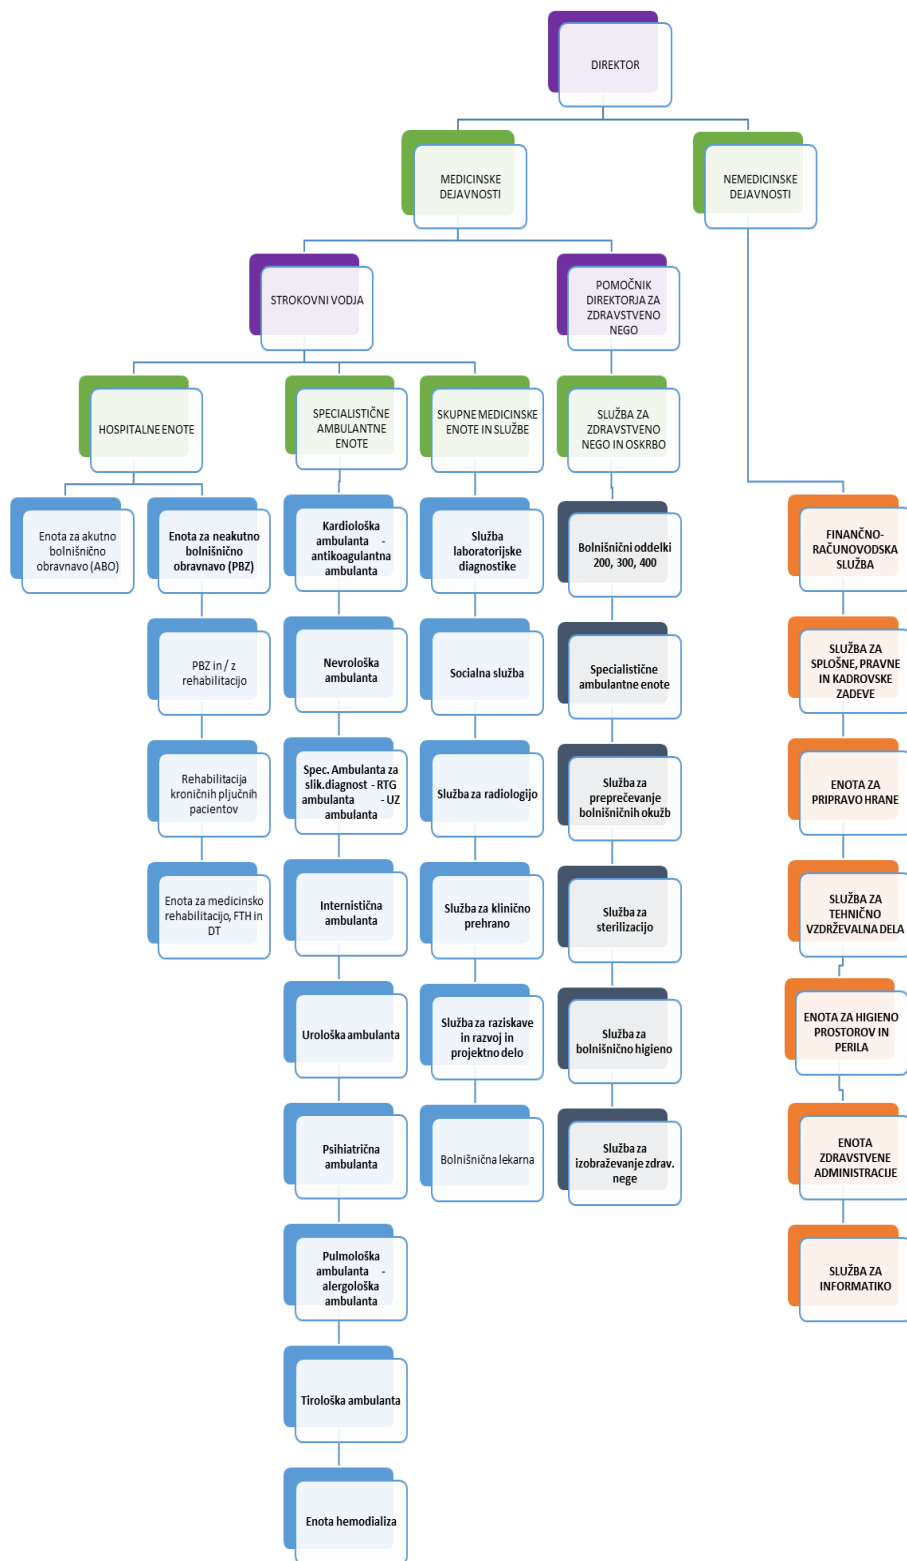 DIREKTOR
MEDICINSKE
DEJAVNOSTI
NEMEDICINSKE
DEJAVNOSTI
STROKOVNI VODJA
POMOČNIK
DIREKTORJA ZA
ZDRAVSTVENO
NEGO
HOSPITALNE ENOTE
SPECIALISTIČNE
AMBULANTNE
ENOTE
SKUPNE MEDICINSKE
ENOTE IN SLUŽBE
SLUŽBA ZA
ZDRAVSTVENO
NEGO IN OSKRBO
Enota za akutno
bolnišnično
obravnavo (ABO)
Enota za neakutno
bolnišnično
obravnavo (PBZ)
PBZ in / z
rehabilitacijo
Rehabilitacija
kroničnih pljučnih
pacientov
Enota za medicinsko
rehabilitacijo, FTH in
DT
Kardiološka
ambulanta -
antikoagulantna
ambulanta
Nevrološka
ambulanta
Spec. Ambulanta za
slik.diagnost - RTG
ambulanta - UZ
ambulanta
Internistična
ambulanta
Urološka ambulanta
Psihiatrična
ambulanta
Pulmološka
ambulanta -
alergološka
ambulanta
Tirološka ambulanta
Enota hemodializa
Služba
laboratorijske
diagnostike
Socialna služba
Služba za radiologijo
Služba za klinično
prehrano
Služba za raziskave
in razvoj in
projektno delo
Bolnišnična lekarna
Bolnišnični oddelki
200, 300, 400
Specialistične
ambulantne enote
Služba za
preprečevanje
bolnišničnih okužb
Služba za
sterilizacijo
Služba za
bolnišnično higieno
Služba za
izobraževanje zdrav.
nege
FINANČNO-
RAČUNOVODSKA
SLUŽBA
SLUŽBA ZA
SPLOŠNE, PRAVNE
IN KADROVSKE
ZADEVE
ENOTA ZA
PRIPRAVO HRANE
SLUŽBA ZA
TEHNIČNO
VZDRŽEVALNA DELA
ENOTA ZA HIGIENO
PROSTOROV IN
PERILA
ENOTA
ZDRAVSTVENE
ADMINISTRACIJE
SLUŽBA ZA
INFORMATIKO